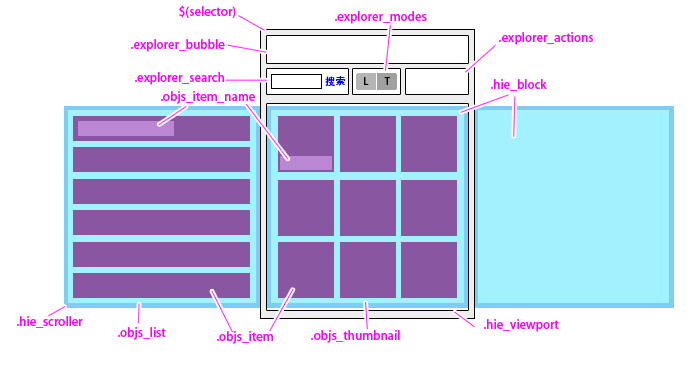 $(selector)
.explorer_modes
.explorer_bubble
.explorer_actions
.explorer_search
搜索
L T
.objs_item_name
.hie_block
.hie_scroller
.objs_list
.objs_item
.objs_thumbnail
.hie_viewport